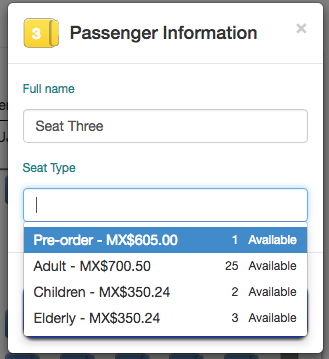 3 Passenger Information ×
Full name
Seat Three
Seat Type
Pre-order - MX$605.00 1 Available
Adult - MX$700.50 25 Available
Children - MX$350.24 2 Available
Elderly - MX$350.24 3 Available